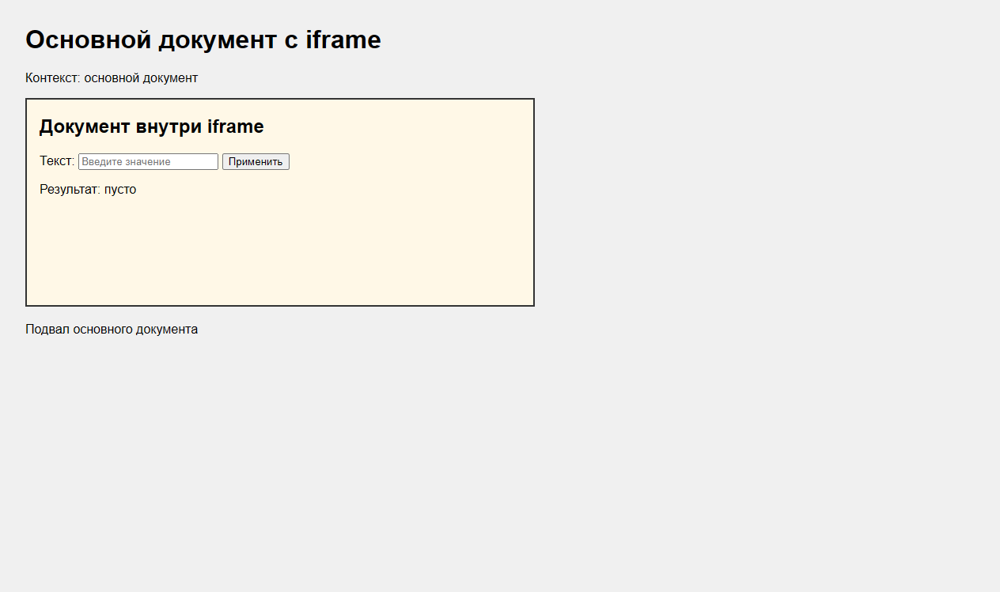 Основной документ с iframe
Контекст: основной документ
Документ внутри iframe
Текст: Введите значение Применить
Результат: пусто
Подвал основного документа